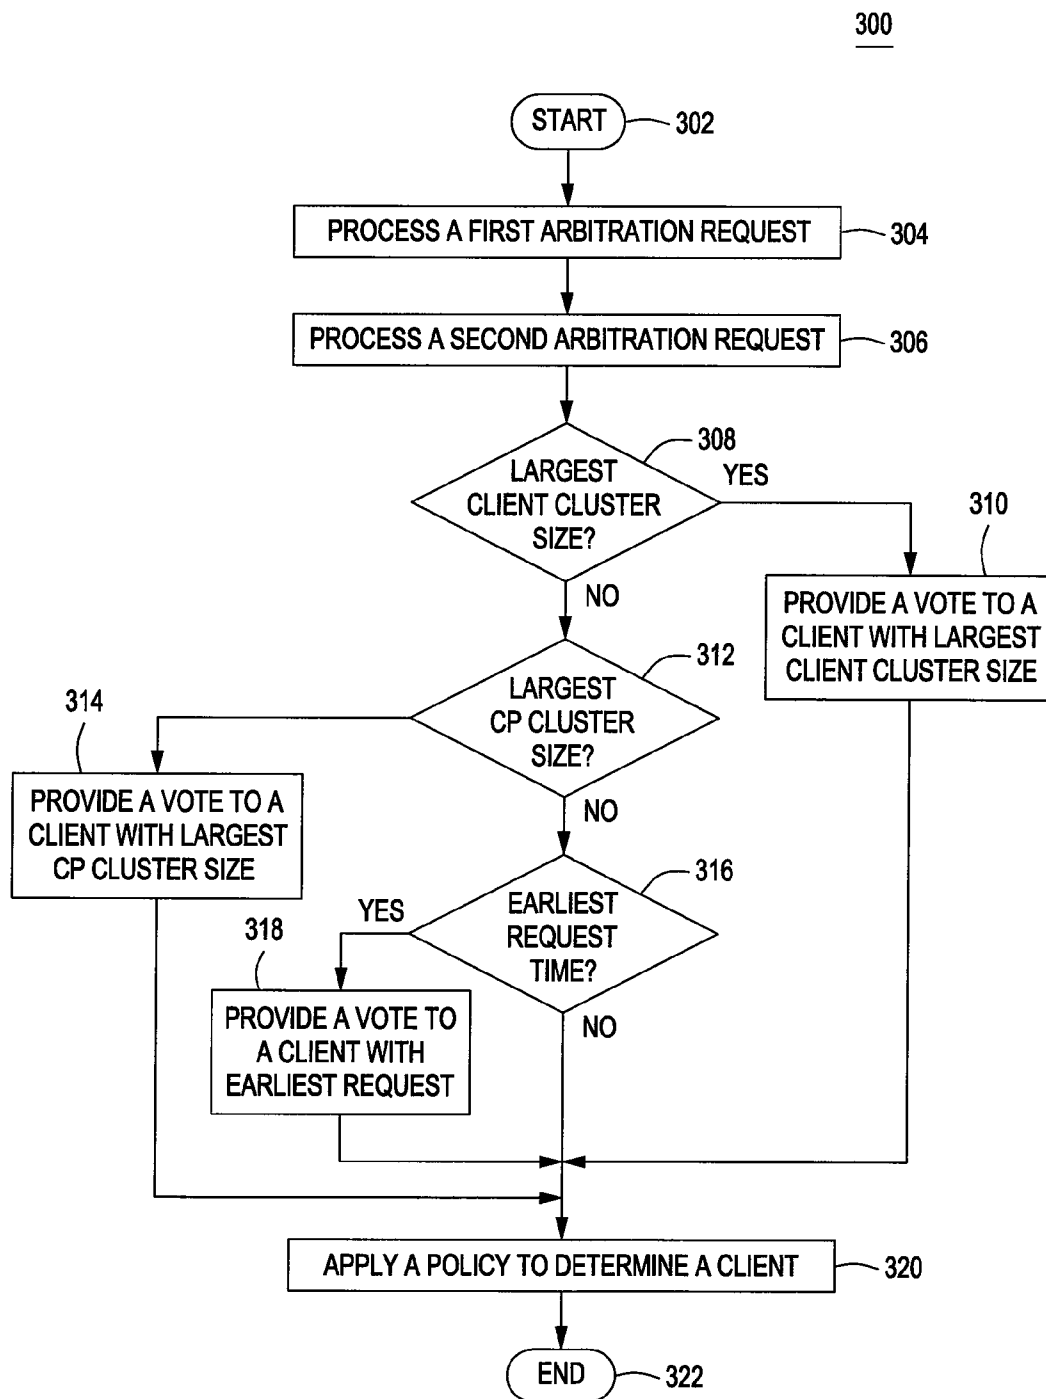 300
START
302
PROCESS A FIRST ARBITRATION REQUEST
304
PROCESS A SECOND ARBITRATION REQUEST
306
308
LARGEST
CLIENT CLUSTER
SIZE?
YES
NO
310
PROVIDE A VOTE TO A
CLIENT WITH LARGEST
CLIENT CLUSTER SIZE
312
LARGEST
CP CLUSTER
SIZE?
NO
314
PROVIDE A VOTE TO A
CLIENT WITH LARGEST
CP CLUSTER SIZE
316
EARLIEST
REQUEST
TIME?
YES
NO
318
PROVIDE A VOTE TO
A CLIENT WITH
EARLIEST REQUEST
APPLY A POLICY TO DETERMINE A CLIENT
320
END
322